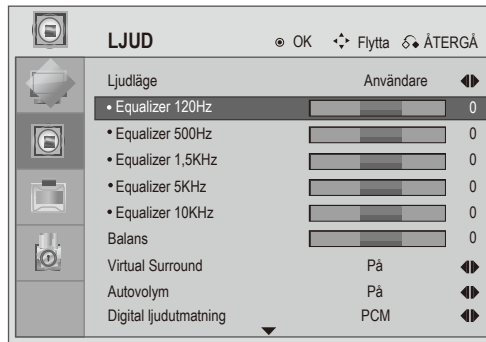 LJUD OK Flytta ÅTERGÅ
Ljudläge Användare
• Equalizer 120Hz 0
• Equalizer 500Hz 0
• Equalizer 1,5KHz 0
• Equalizer 5KHz 0
• Equalizer 10KHz 0
Balans 0
Virtual Surround På
Autovolym På
Digital ljudutmatning PCM